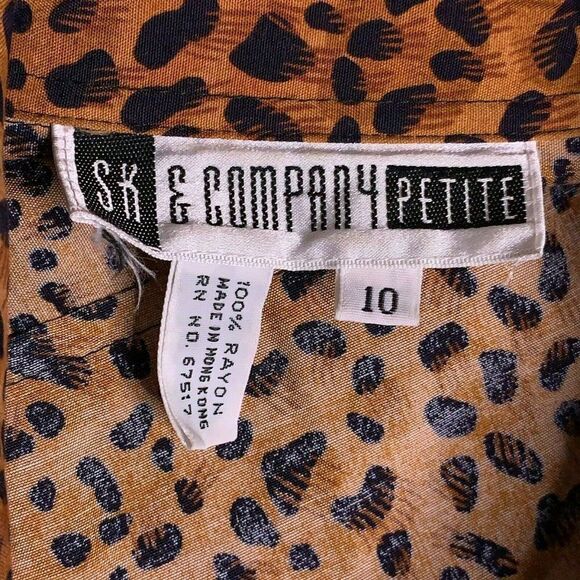 SK & COMPANY PETITE
10
100% RAYON
MADE IN HONG KONG
RN NO. 67517